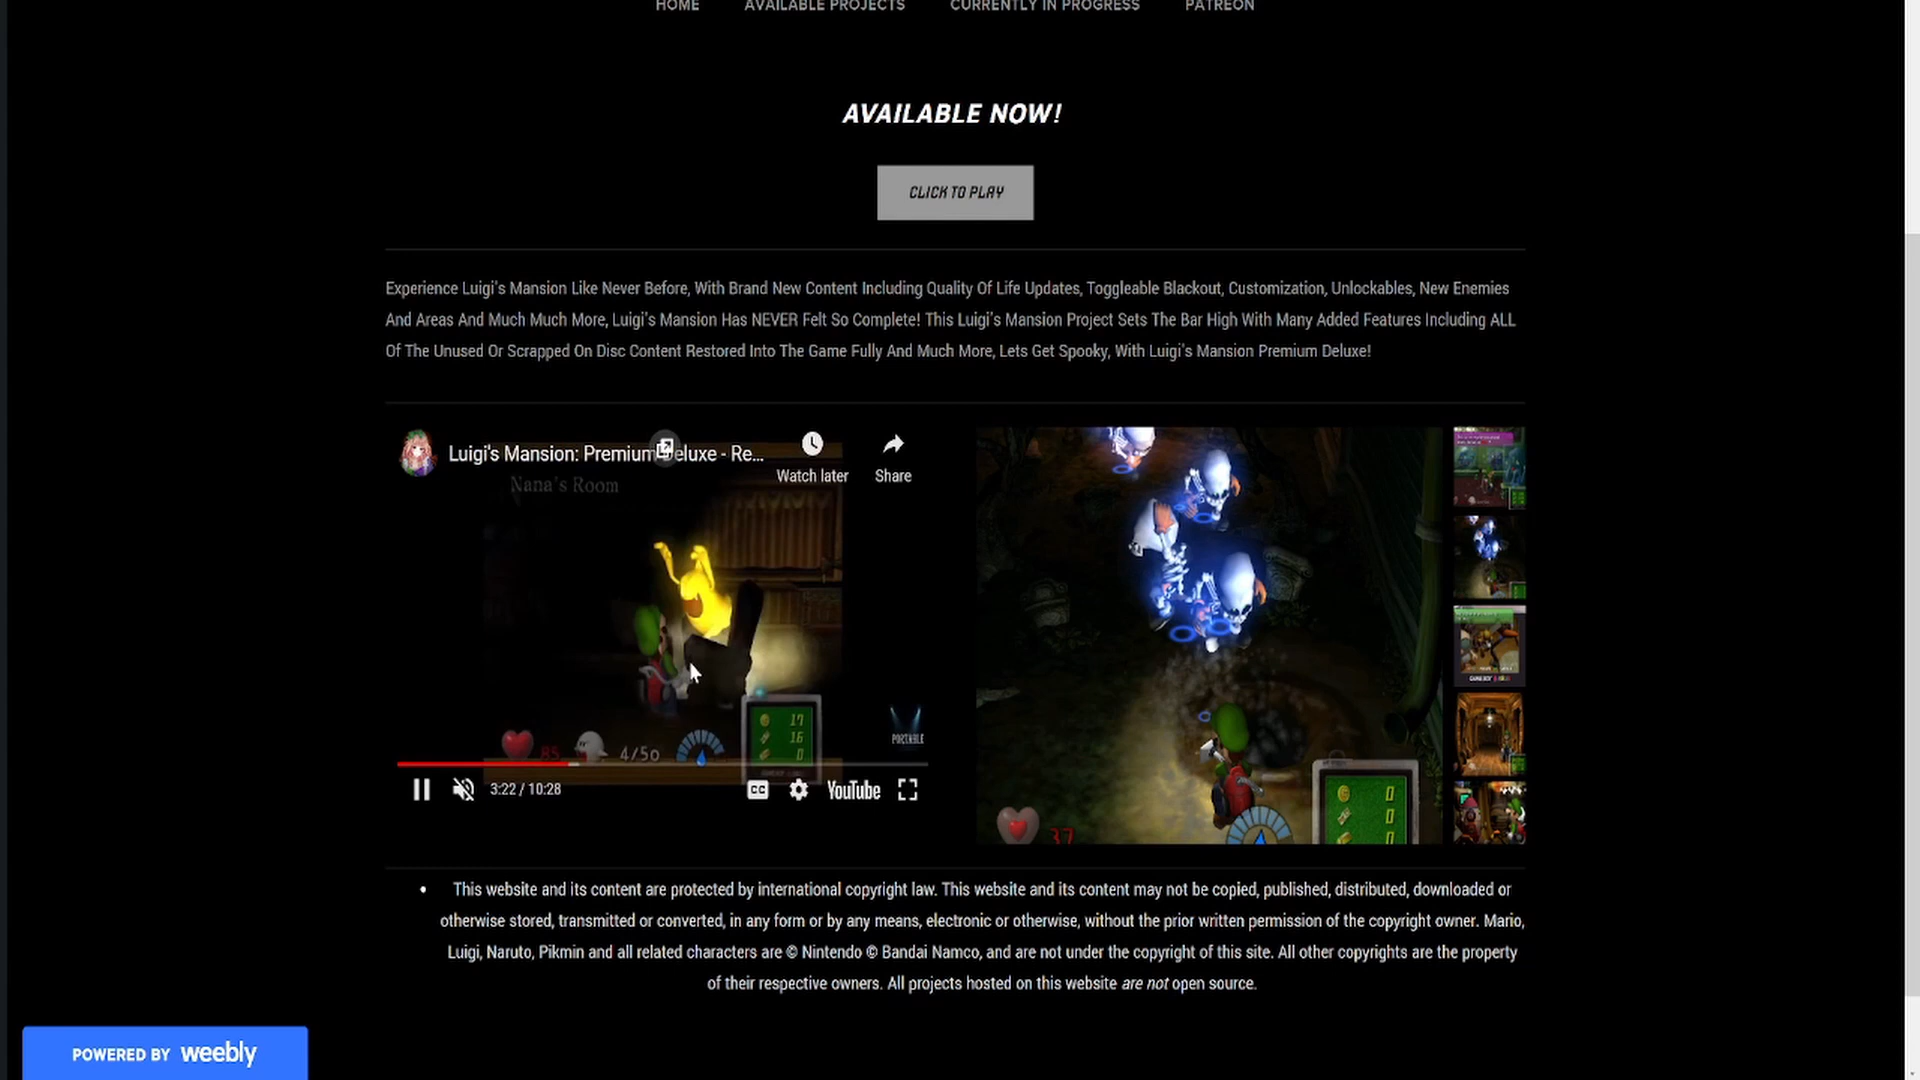 HOME AVAILABLE PROJECTS CURRENTLY IN PROGRESS PATREON
AVAILABLE NOW!
CLICK TO PLAY
Experience Luigi's Mansion Like Never Before, With Brand New Content Including Quality Of Life Updates, Toggleable Blackout, Customization, Unlockables, New Enemies
And Areas And Much Much More, Luigi's Mansion Has NEVER Felt So Complete! This Luigi's Mansion Project Sets The Bar High With Many Added Features Including ALL
Of The Unused Or Scrapped On Disc Content Restored Into The Game Fully And Much More, Lets Get Spooky, With Luigi's Mansion Premium Deluxe!
Luigi's Mansion: Premium Deluxe - Re...
Watch later
Share
Nana's Room
17
16
0
85
4/50
PORTABLE
3:22 / 10:28
CC
YouTube
0
0
0
37
This website and its content are protected by international copyright law. This website and its content may not be copied, published, distributed, downloaded or
otherwise stored, transmitted or converted, in any form or by any means, electronic or otherwise, without the prior written permission of the copyright owner. Mario,
Luigi, Naruto, Pikmin and all related characters are © Nintendo © Bandai Namco, and are not under the copyright of this site. All other copyrights are the property
of their respective owners. All projects hosted on this website are not open source.
POWERED BY weebly